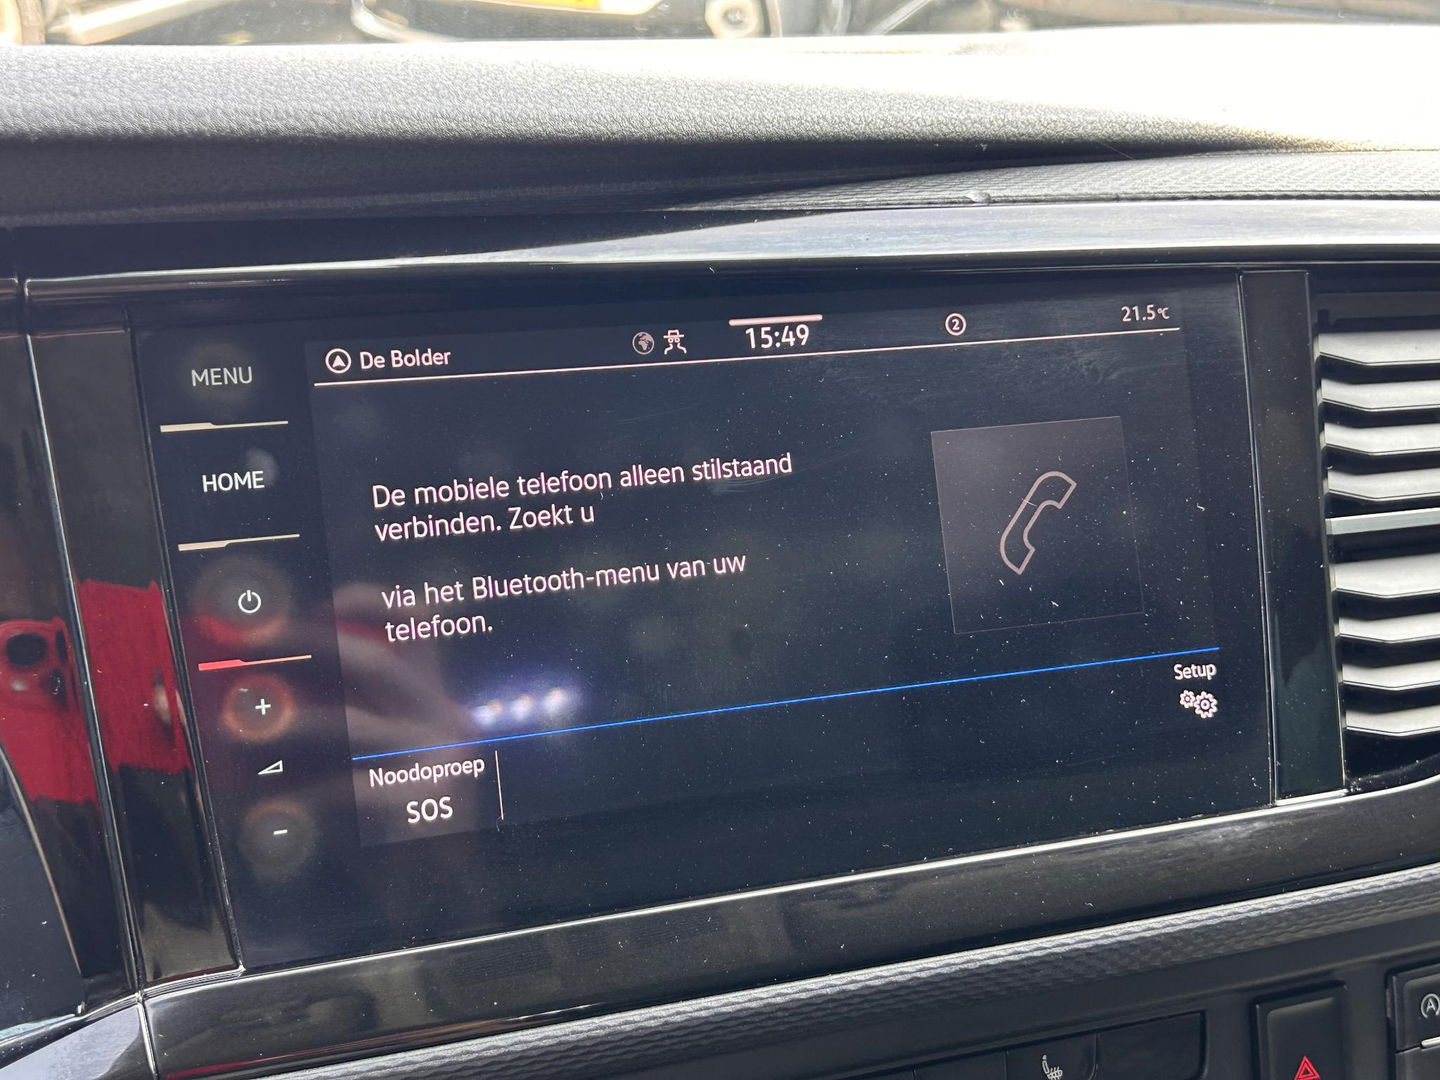 De Bolder
15:49
2
21.5°C
MENU
HOME
De mobiele telefoon alleen stilstaand
verbinden. Zoekt u
via het Bluetooth-menu van uw
telefoon.
Setup
+
-
Noodoproep
SOS
A